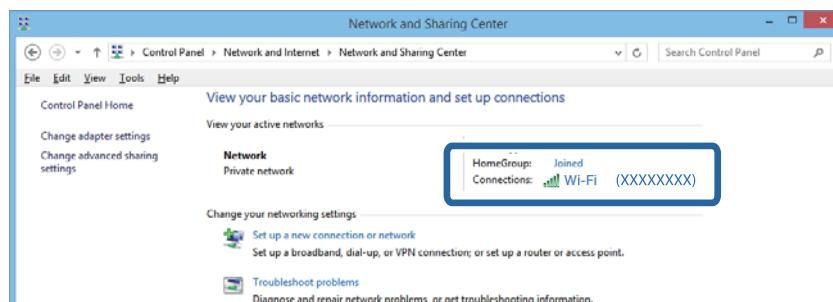 Network and Sharing Center
Control Panel Network and Internet Network and Sharing Center Search Control Panel
File Edit View Tools Help
Control Panel Home
Change adapter settings
Change advanced sharing
settings
View your basic network information and set up connections
View your active networks
Network
Private network
HomeGroup: Joined
Connections: Wi-Fi (XXXXXXXX)
Change your networking settings
Set up a new connection or network
Set up a broadband, dial-up, or VPN connection; or set up a router or access point.
Troubleshoot problems
Diagnose and repair network problems, or get troubleshooting information.